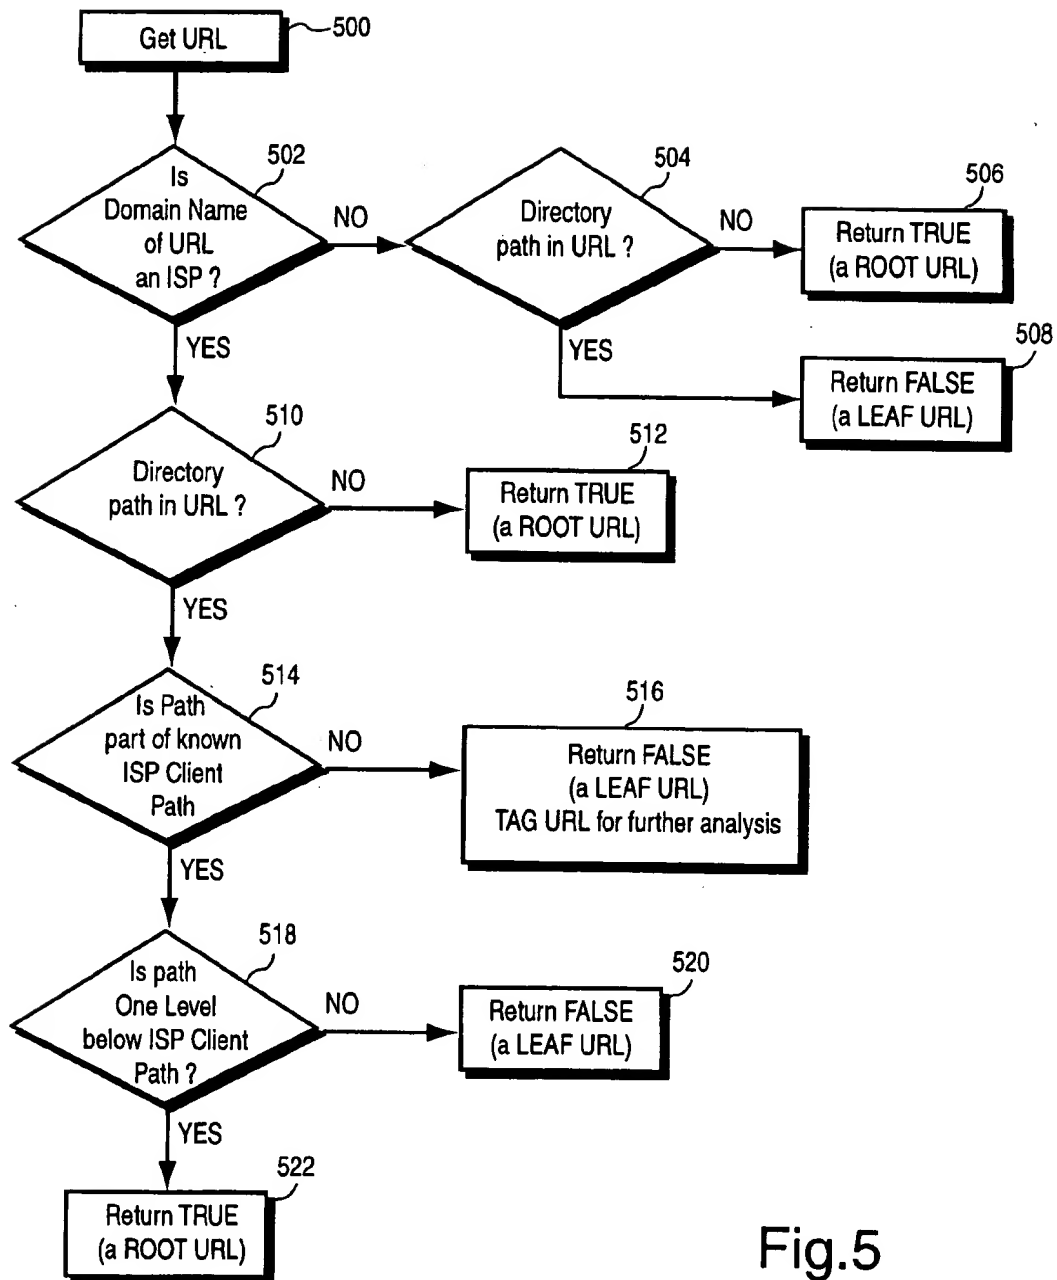 Get URL
500
502
Is
Domain Name
of URL
an ISP ?
NO
YES
504
Directory
path in URL ?
NO
YES
506
Return TRUE
(a ROOT URL)
508
Return FALSE
(a LEAF URL)
510
Directory
path in URL ?
NO
YES
512
Return TRUE
(a ROOT URL)
514
Is Path
part of known
ISP Client
Path
NO
YES
516
Return FALSE
(a LEAF URL)
TAG URL for further analysis
518
Is path
One Level
below ISP Client
Path ?
NO
YES
520
Return FALSE
(a LEAF URL)
522
Return TRUE
(a ROOT URL)
Fig.5